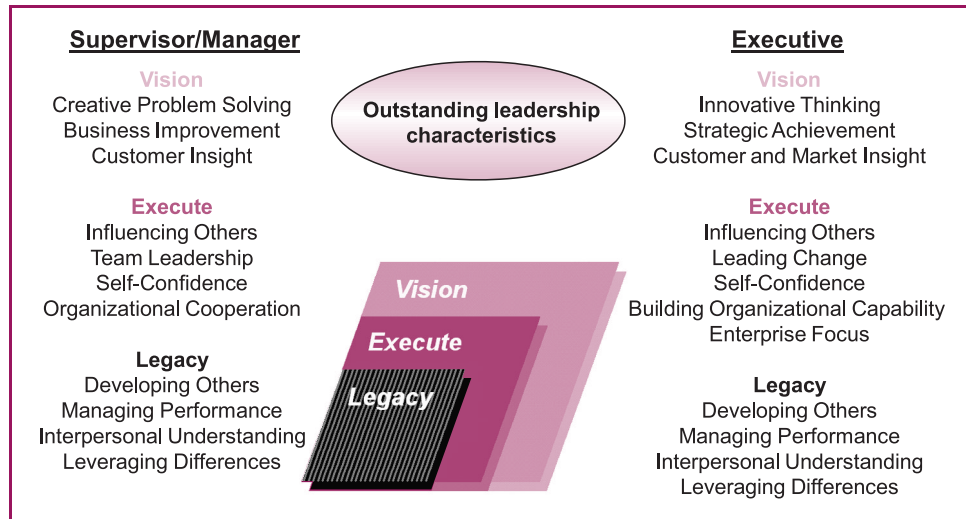 Supervisor/Manager
Vision
Creative Problem Solving
Business Improvement
Customer Insight
Execute
Influencing Others
Team Leadership
Self-Confidence
Organizational Cooperation
Legacy
Developing Others
Managing Performance
Interpersonal Understanding
Leveraging Differences
Outstanding leadership
characteristics
Vision
Execute
Legacy
Executive
Vision
Innovative Thinking
Strategic Achievement
Customer and Market Insight
Execute
Influencing Others
Leading Change
Self-Confidence
Building Organizational Capability
Enterprise Focus
Legacy
Developing Others
Managing Performance
Interpersonal Understanding
Leveraging Differences